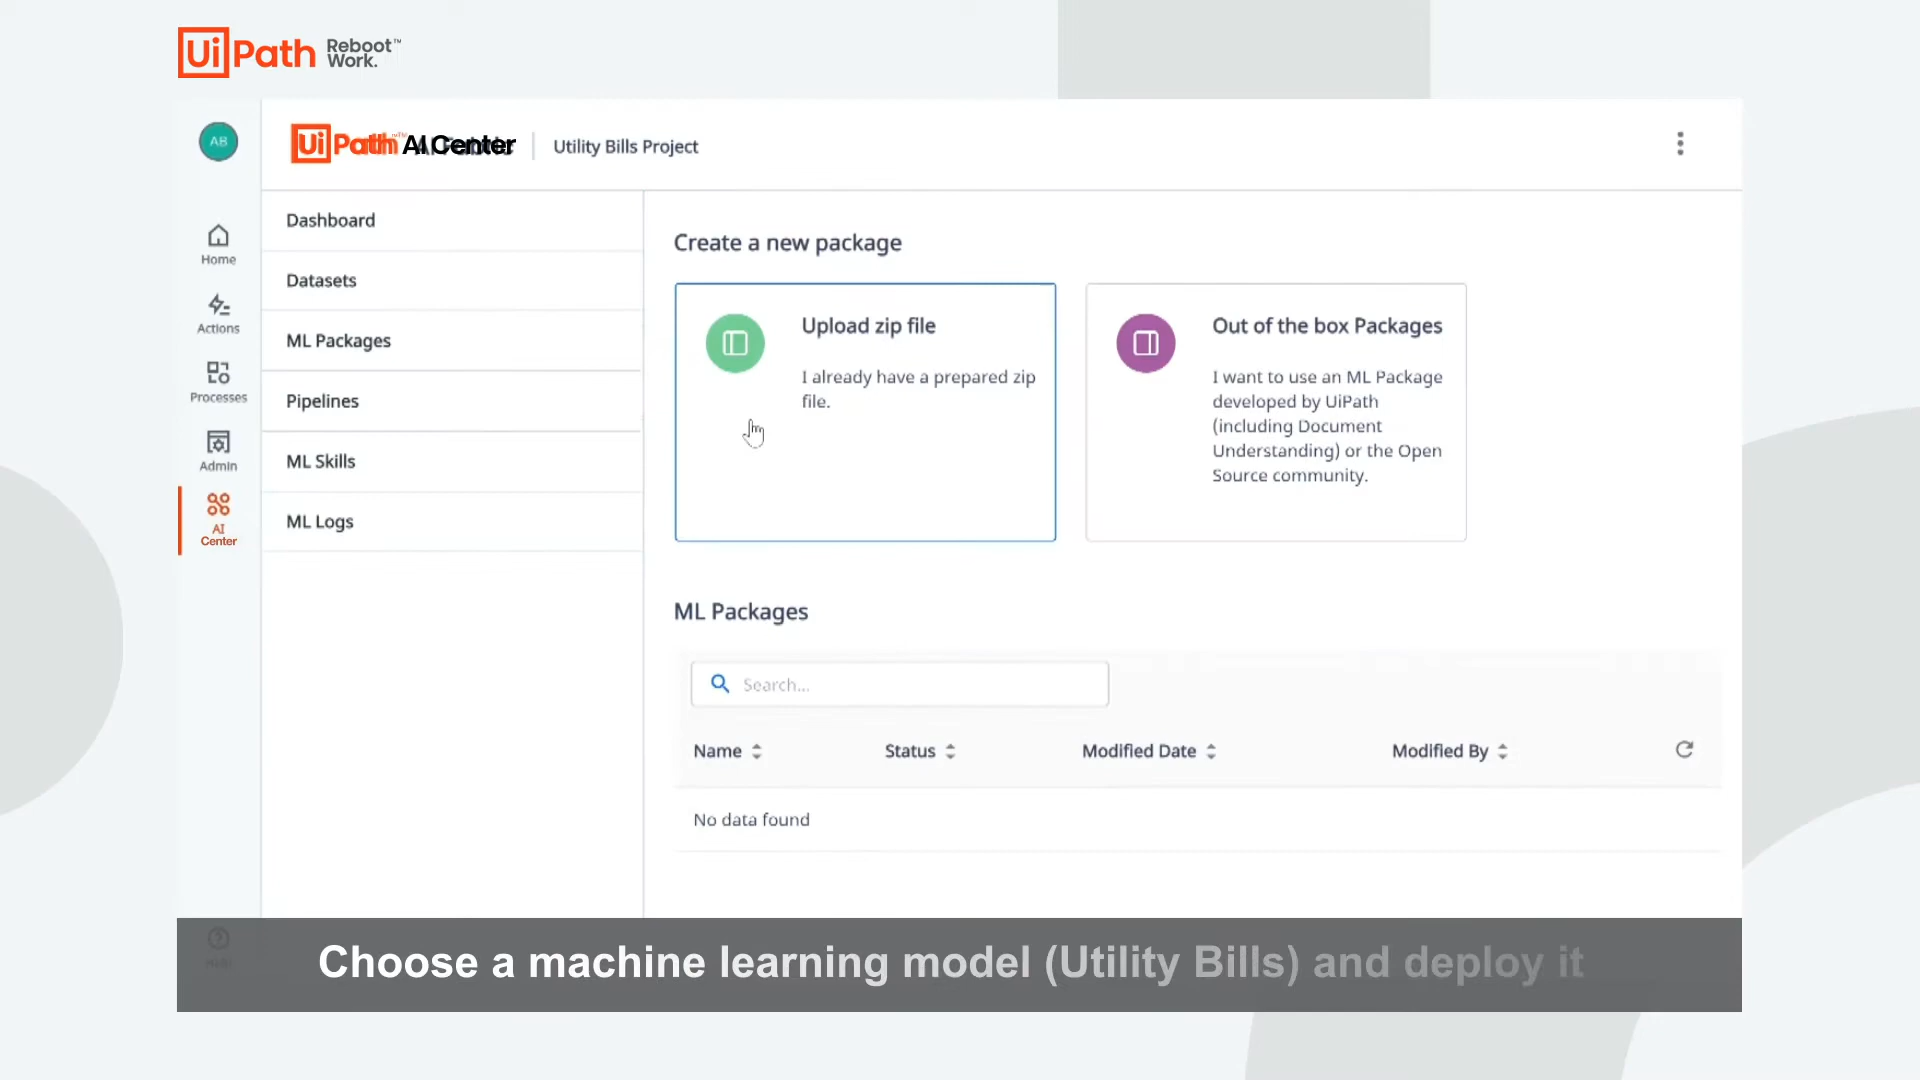 UiPath Reboot Work.™
AB
UiPath™ AI Center
Utility Bills Project
Home
Actions
Processes
Admin
AI Center
Dashboard
Datasets
ML Packages
Pipelines
ML Skills
ML Logs
Create a new package
Upload zip file
I already have a prepared zip
file.
Out of the box Packages
I want to use an ML Package
developed by UiPath
(including Document
Understanding) or the Open
Source community.
ML Packages
Search...
Name Status Modified Date Modified By
No data found
Choose a machine learning model (Utility Bills) and deploy it